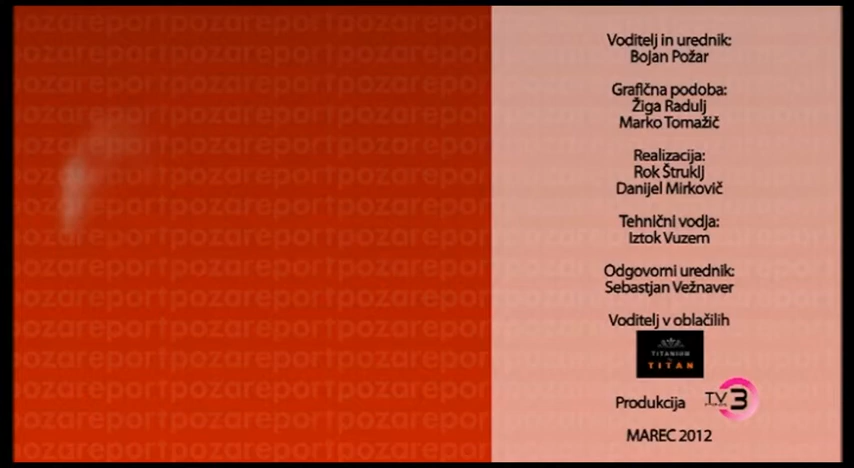 Voditelj in urednik:
Bojan Požar
Grafična podoba:
Žiga Radulj
Marko Tomažič
Realizacija:
Rok Štruklj
Danijel Mirkovič
Tehnični vodja:
Iztok Vuzem
Odgovorni urednik:
Sebastjan Vežnaver
Voditelj v oblačilih
TITANIUM
TITAN
Produkcija
TV3
MAREC 2012